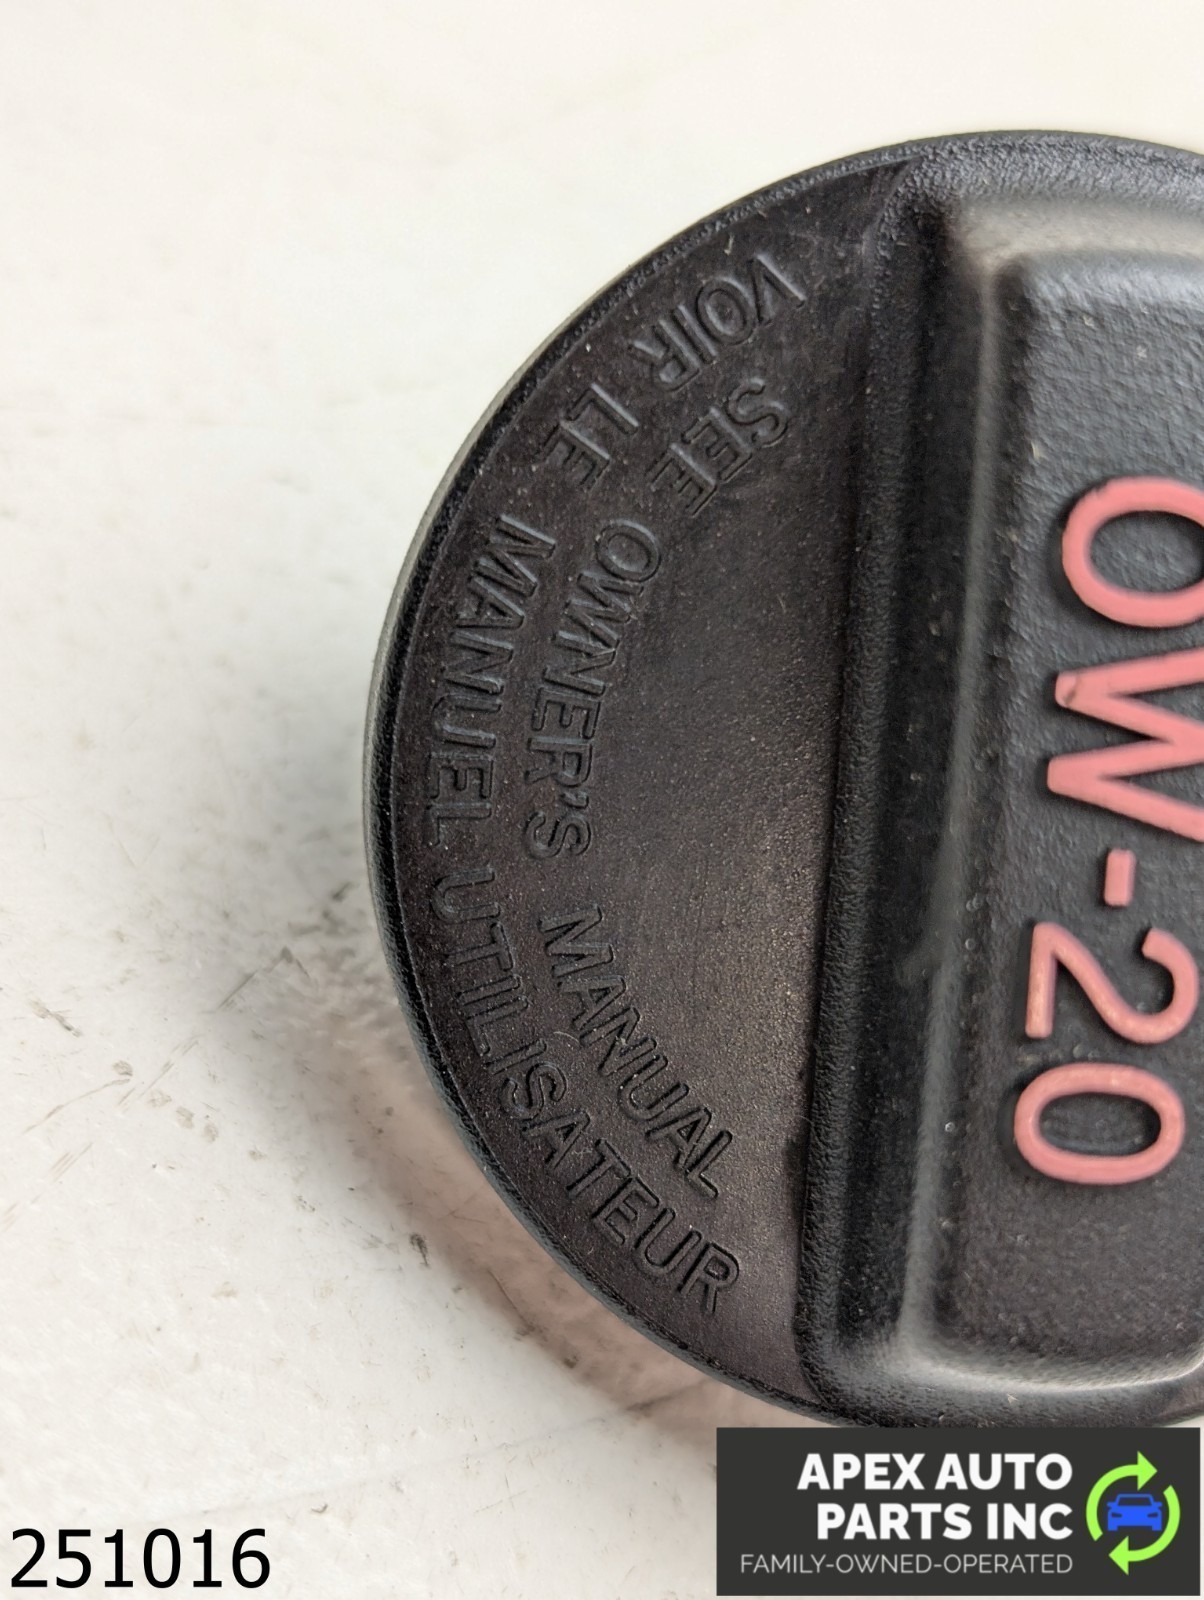 VOIR LE MANUEL UTILISATEUR
SEE OWNER'S MANUAL
0W-20
APEX AUTO
PARTS INC
FAMILY-OWNED-OPERATED
251016